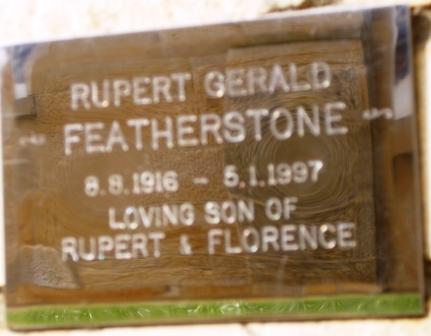 RUPERT GERALD
~ FEATHERSTONE ~
8.8.1916 - 5.1.1997
LOVING SON OF
RUPERT & FLORENCE